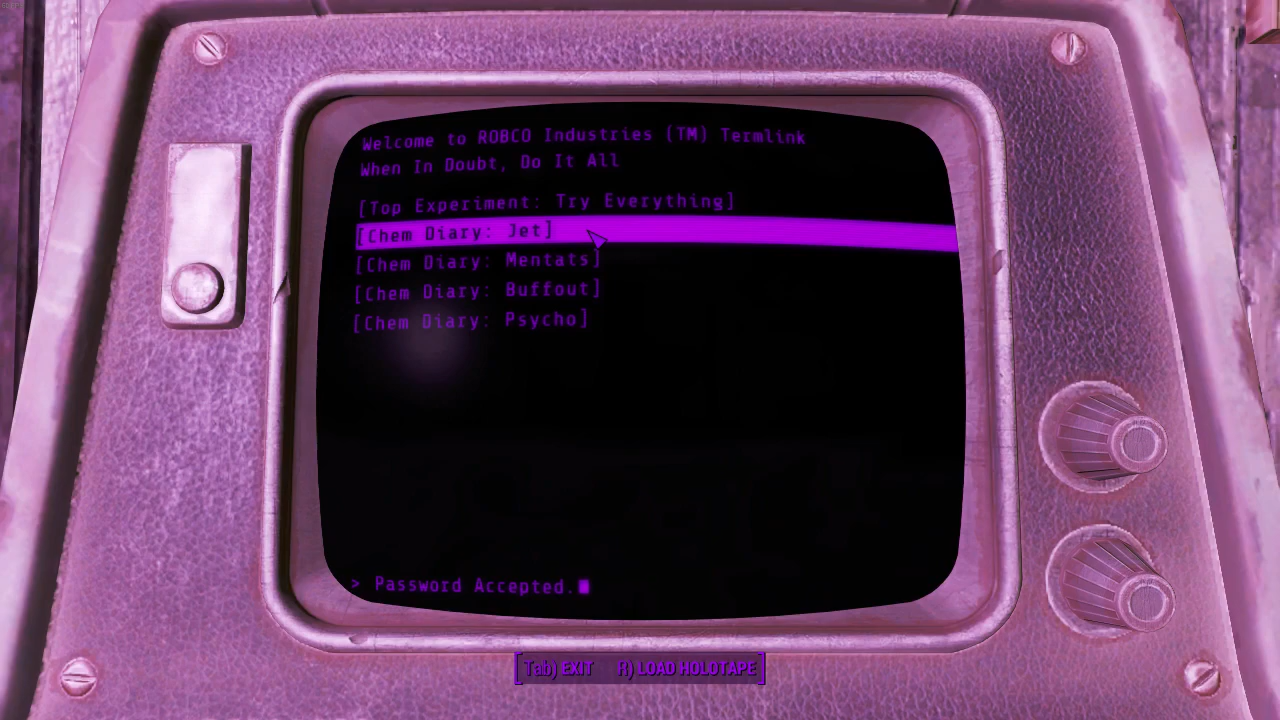 Welcome to ROBCO Industries (TM) Termlink
When In Doubt, Do It All
[Top Experiment: Try Everything]
[Chem Diary: Jet]
[Chem Diary: Mentats]
[Chem Diary: Buffout]
[Chem Diary: Psycho]
> Password Accepted.
Tab) EXIT R) LOAD HOLOTAPE